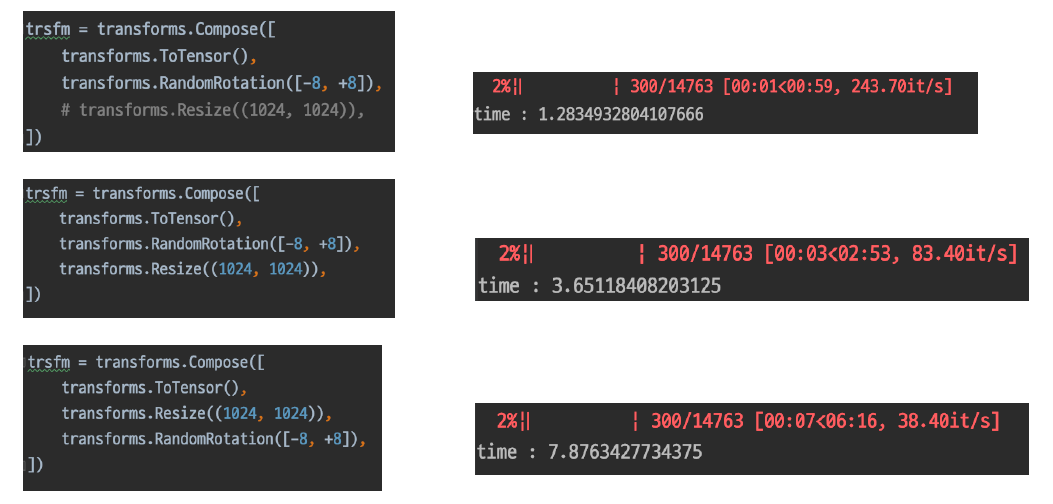 trsfm = transforms.Compose([
    transforms.ToTensor(),
    transforms.RandomRotation([-8, +8]),
    # transforms.Resize((1024, 1024)),
])
2%|| | 300/14763 [00:01<00:59, 243.70it/s]
time : 1.2834932804107666
trsfm = transforms.Compose([
    transforms.ToTensor(),
    transforms.RandomRotation([-8, +8]),
    transforms.Resize((1024, 1024)),
])
2%|| | 300/14763 [00:03<02:53, 83.40it/s]
time : 3.65118408203125
trsfm = transforms.Compose([
    transforms.ToTensor(),
    transforms.Resize((1024, 1024)),
    transforms.RandomRotation([-8, +8]),
])
2%|| | 300/14763 [00:07<06:16, 38.40it/s]
time : 7.8763427734375